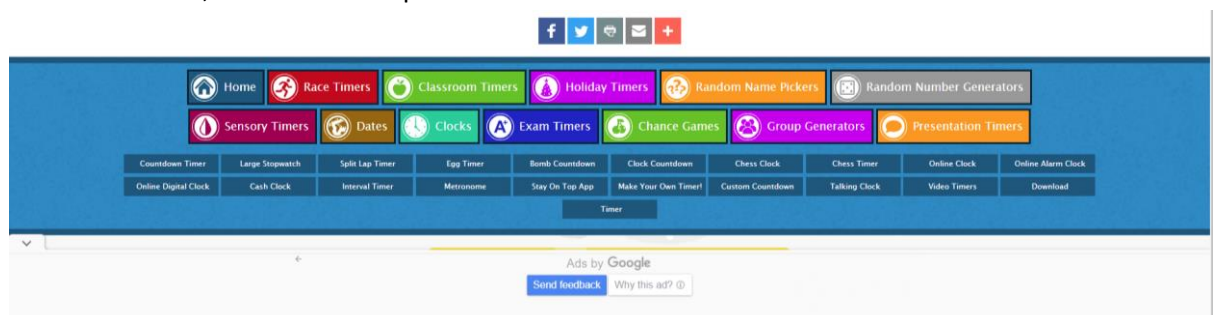 Home Race Timers Classroom Timers Holiday Timers Random Name Pickers Random Number Generators
Sensory Timers Dates Clocks Exam Timers Chance Games Group Generators Presentation Timers
Countdown Timer Large Stopwatch Split Lap Timer Egg Timer Bomb Countdown Clock Countdown Chess Clock Chess Timer Online Clock Online Alarm Clock
Online Digital Clock Cash Clock Interval Timer Metronome Stay On Top App Make Your Own Timer! Custom Countdown Talking Clock Video Timers Download
Timer
Ads by Google
Send feedback Why this ad?